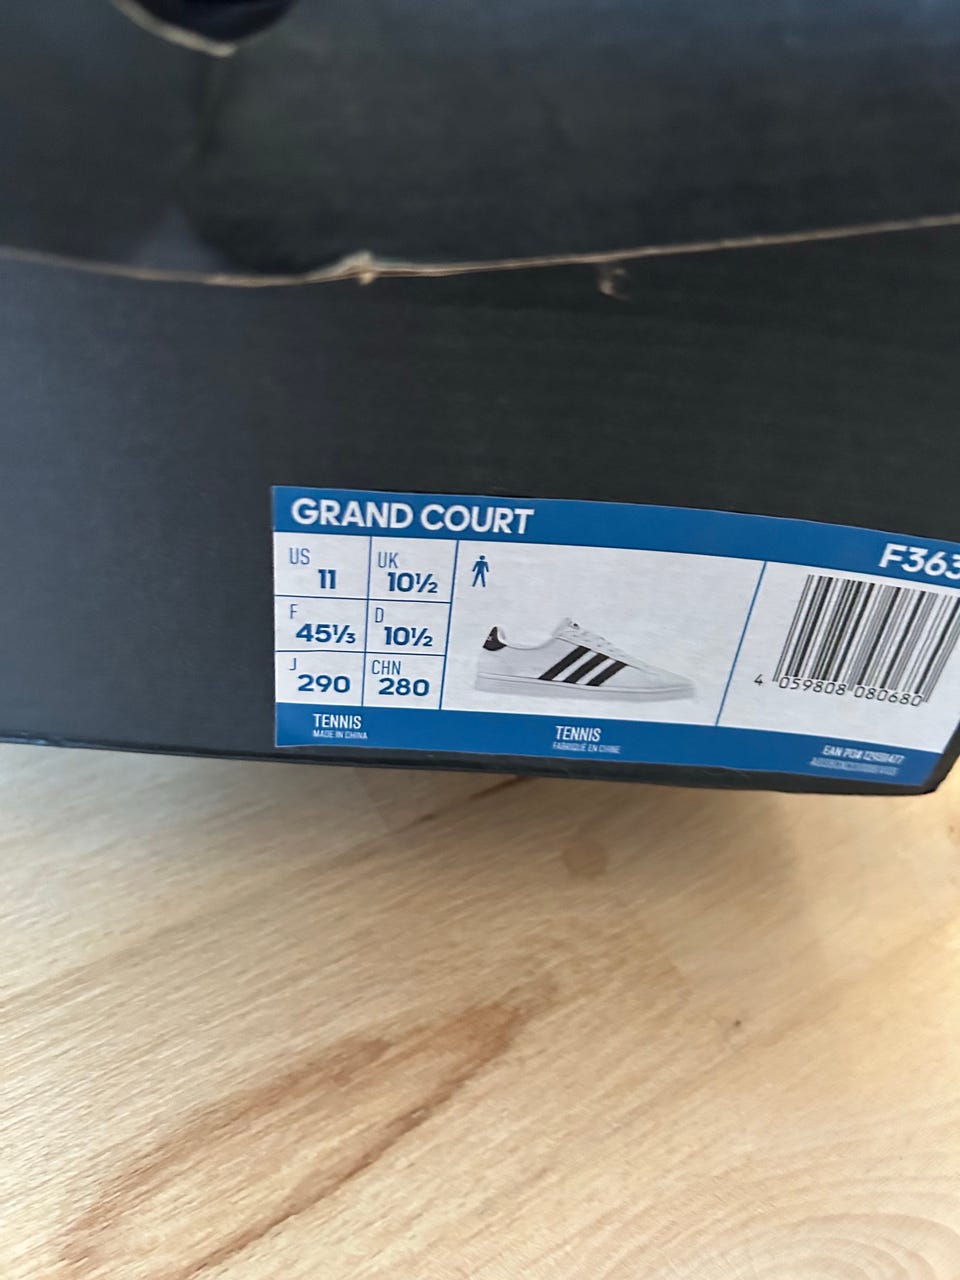 GRAND COURT
F363
US 11
UK 10½
F 45⅓
D 10½
J 290
CHN 280
4 059808 080680
TENNIS
MADE IN CHINA
TENNIS
FABRIQUÉ EN CHINE
EAN